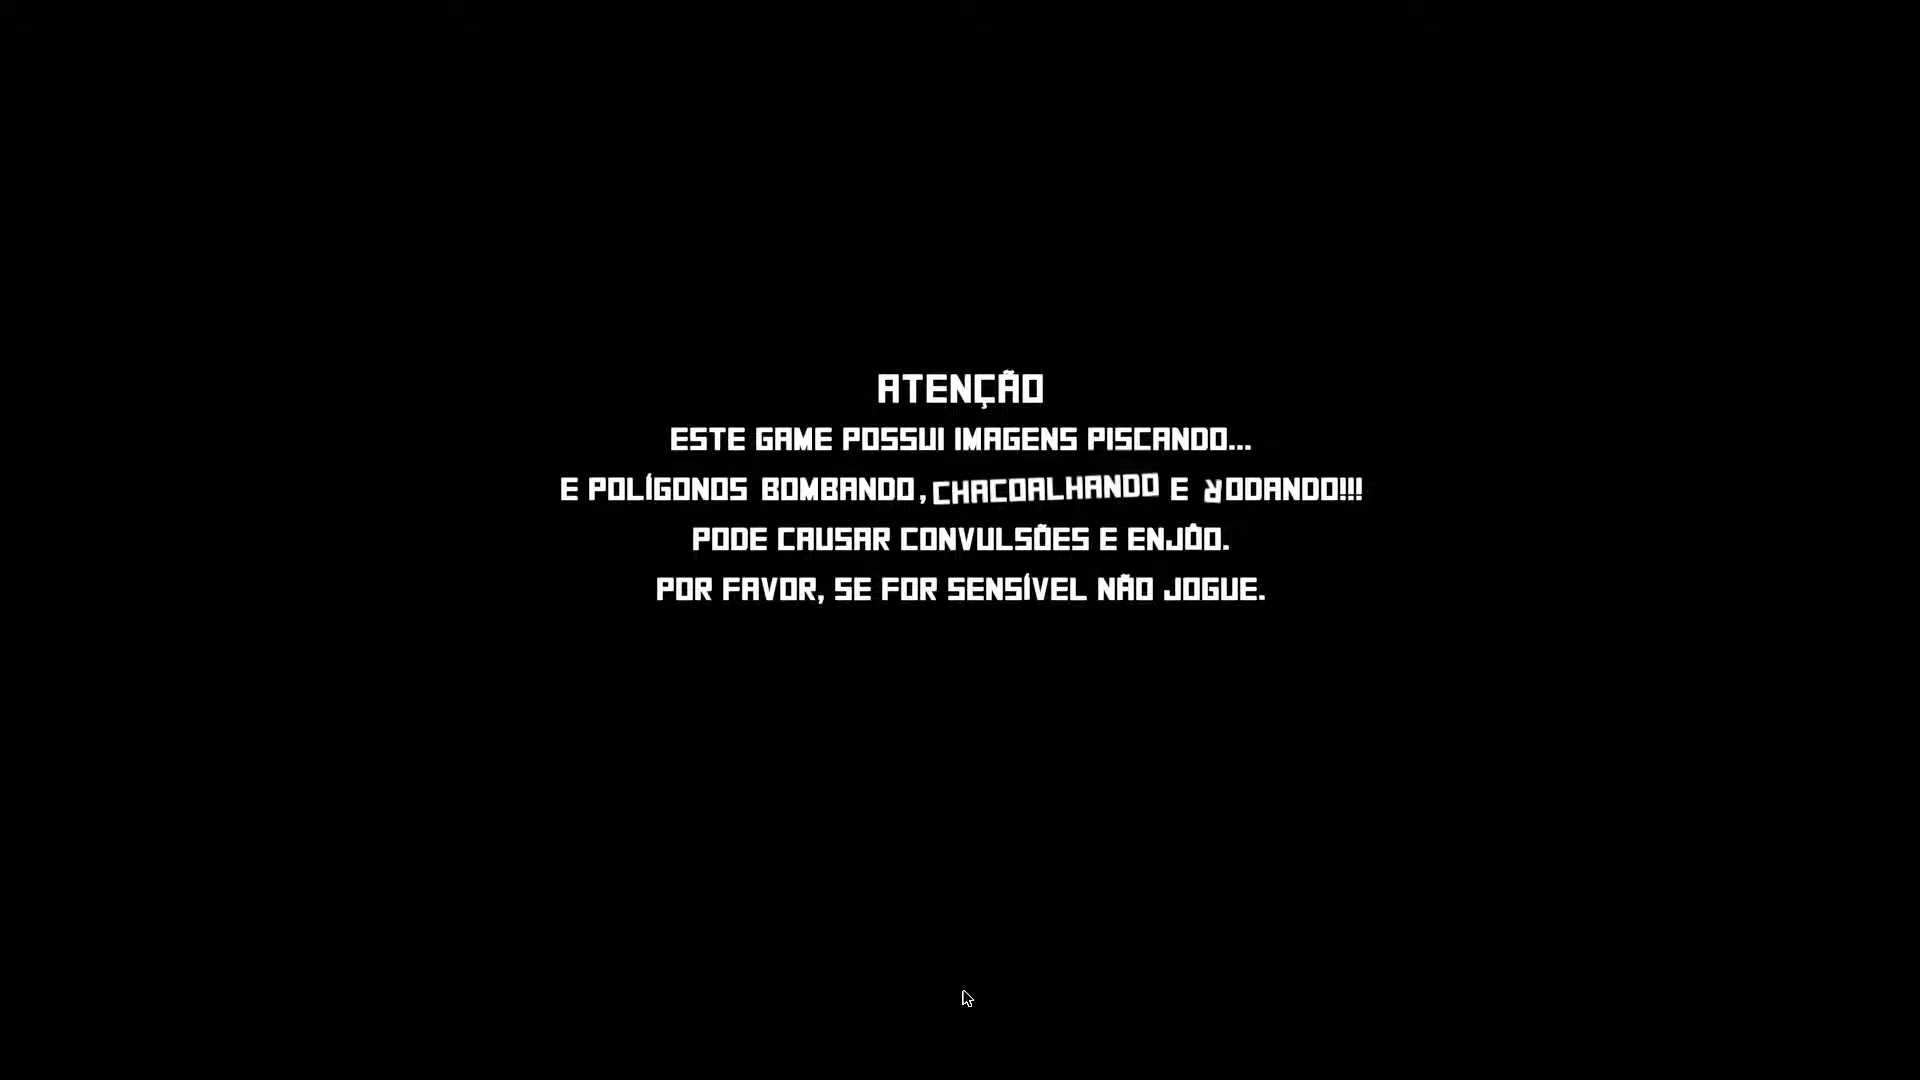 ATENÇÃO
ESTE GAME POSSUI IMAGENS PISCANDO...
E POLÍGONOS BOMBANDO, CHACOALHANDO E RODANDO!!!
PODE CAUSAR CONVULSÕES E ENJÔO.
POR FAVOR, SE FOR SENSÍVEL NÃO JOGUE.